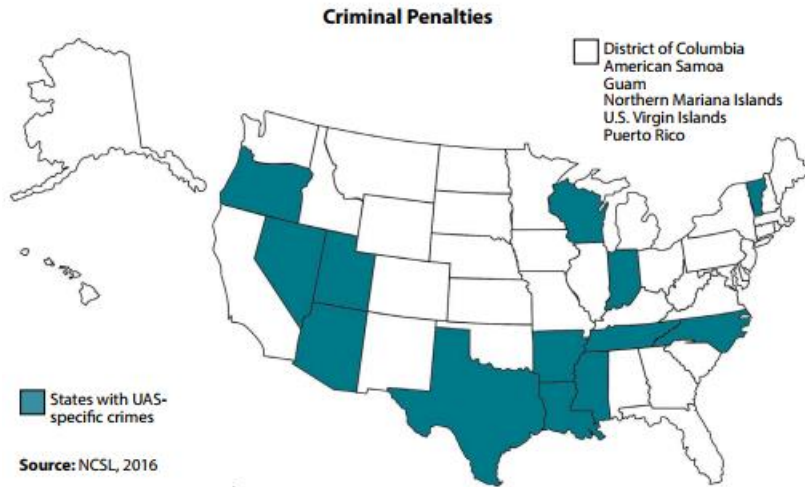 Criminal Penalties
District of Columbia
American Samoa
Guam
Northern Mariana Islands
U.S. Virgin Islands
Puerto Rico
States with UAS-
specific crimes
Source: NCSL, 2016